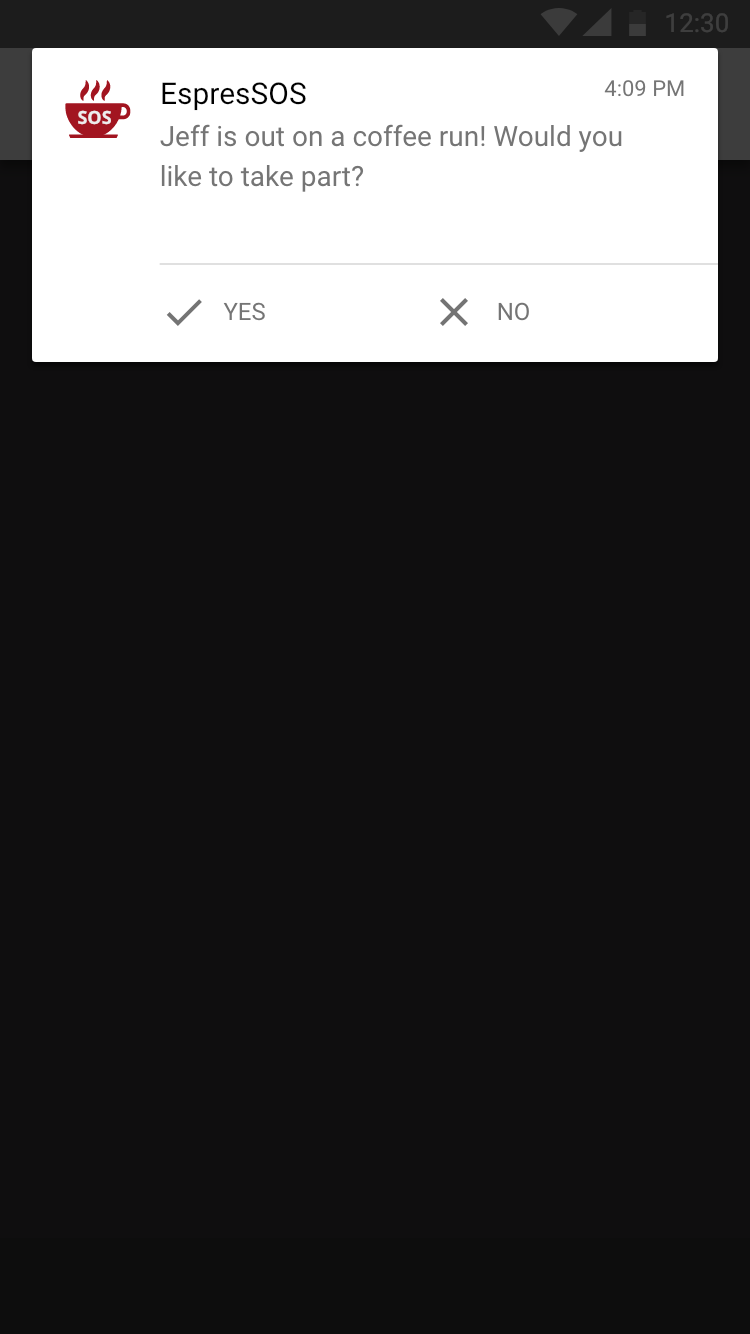 12:30
EspresSOS
4:09 PM
SOS
Jeff is out on a coffee run! Would you
like to take part?
YES
NO